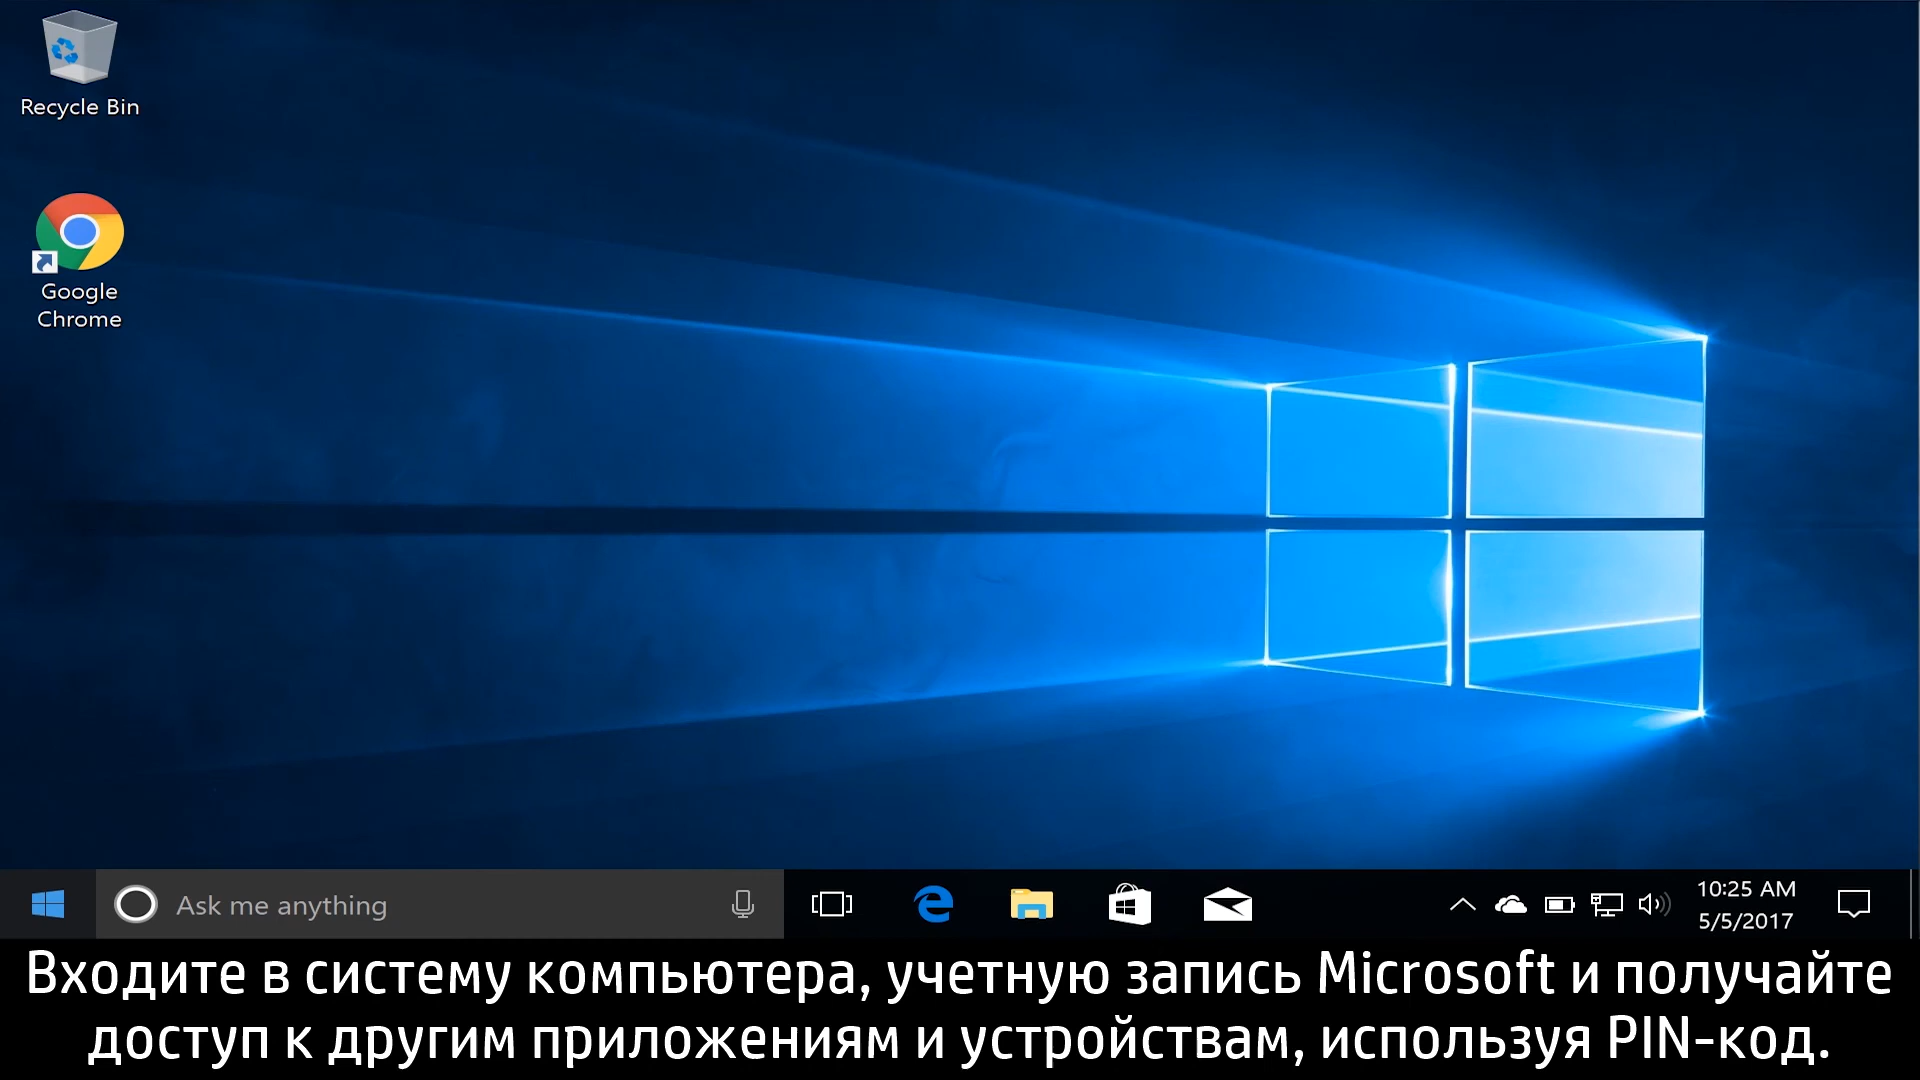 Recycle Bin
Google
Chrome
Ask me anything
10:25 AM
5/5/2017
Входите в систему компьютера, учетную запись Microsoft и получайте
доступ к другим приложениям и устройствам, используя PIN-код.